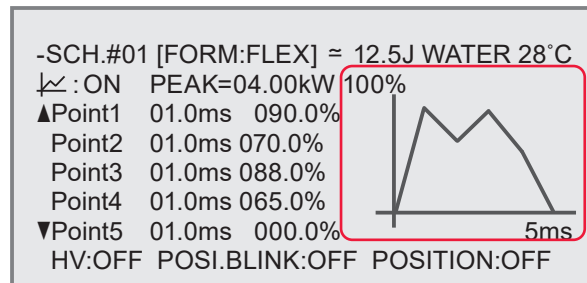 -SCH.#01 [FORM:FLEX] ≃ 12.5J WATER 28˚C
: ON PEAK=04.00kW 100%
▲Point1 01.0ms 090.0%
Point2 01.0ms 070.0%
Point3 01.0ms 088.0%
Point4 01.0ms 065.0%
▼Point5 01.0ms 000.0%
5ms
HV:OFF POSI.BLINK:OFF POSITION:OFF